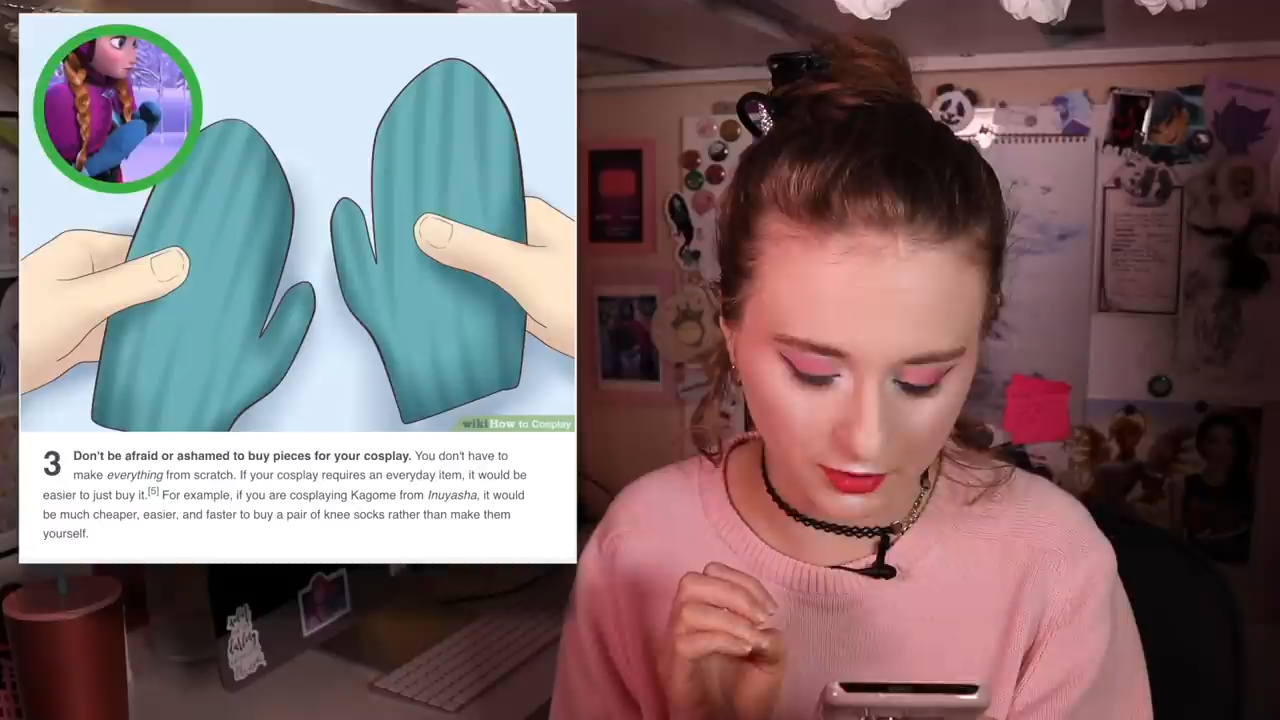 wikiHow to Cosplay
3 Don't be afraid or ashamed to buy pieces for your cosplay. You don't have to
make everything from scratch. If your cosplay requires an everyday item, it would be
easier to just buy it.[5] For example, if you are cosplaying Kagome from Inuyasha, it would
be much cheaper, easier, and faster to buy a pair of knee socks rather than make them
yourself.